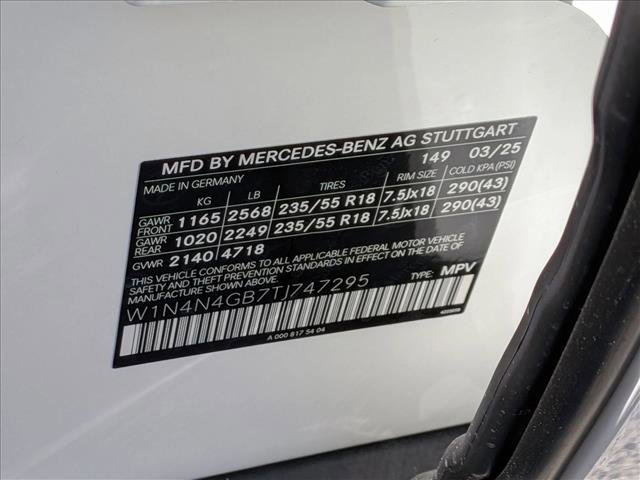 MFD BY MERCEDES-BENZ AG STUTTGART
MADE IN GERMANY 149 03/25
KG LB TIRES RIM SIZE COLD KPA (PSI)
GAWR FRONT 1165 2568 235/55 R18 7.5Jx18 290(43)
GAWR REAR 1020 2249 235/55 R18 7.5Jx18 290(43)
GVWR 2140 4718
THIS VEHICLE CONFORMS TO ALL APPLICABLE FEDERAL MOTOR VEHICLE
SAFETY, BUMPER, AND THEFT PREVENTION STANDARDS IN EFFECT ON THE
DATE OF MANUFACTURE SHOWN ABOVE.
W1N4N4GB7TJ747295 TYPE: MPV
A 000 817 54 04